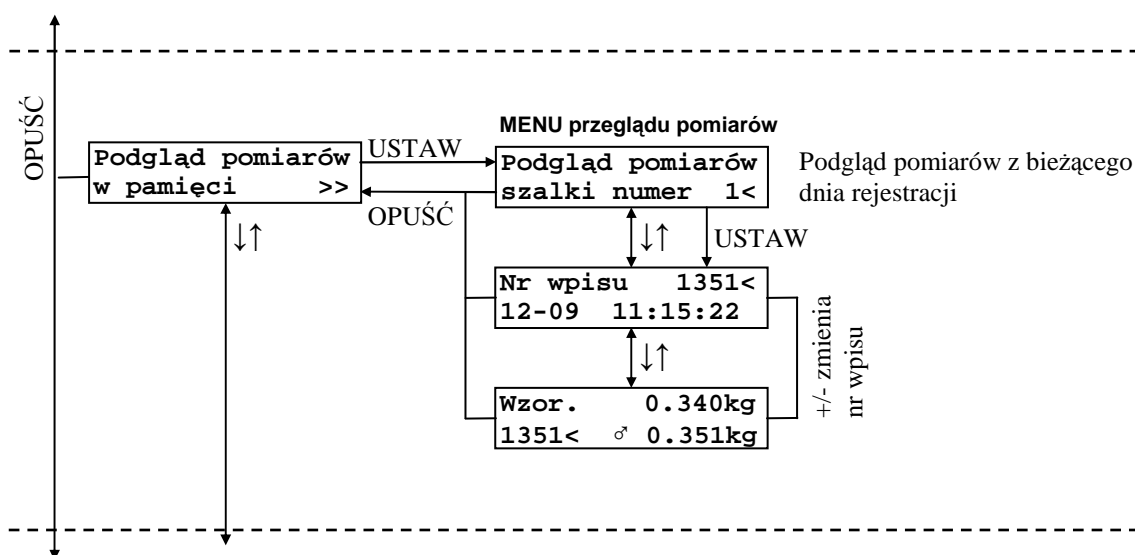 OPUŚĆ
MENU przeglądu pomiarów
Podgląd pomiarów
w pamięci >>
USTAW
OPUŚĆ
↓↑
Podgląd pomiarów
szalki numer 1<
Podgląd pomiarów z bieżącego
dnia rejestracji
↓↑
USTAW
Nr wpisu 1351<
12-09 11:15:22
↓↑
+/- zmienia
nr wpisu
Wzor. 0.340kg
1351< ♂ 0.351kg